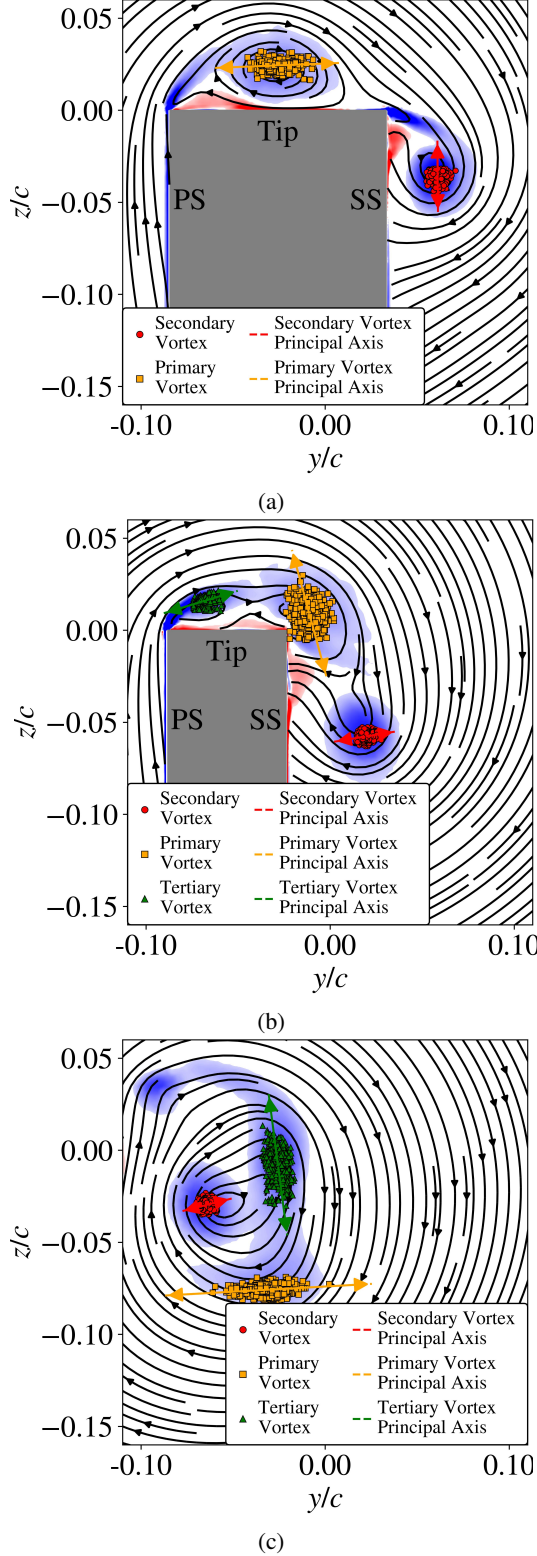 0.05
0.00
−0.05
−0.10
−0.15
z/c
Tip
PS
SS
Secondary Vortex
Secondary Vortex Principal Axis
Primary Vortex
Primary Vortex Principal Axis
-0.10
0.00
0.10
y/c
(a)
0.05
0.00
−0.05
−0.10
−0.15
z/c
Tip
PS
SS
Secondary Vortex
Secondary Vortex Principal Axis
Primary Vortex
Primary Vortex Principal Axis
Tertiary Vortex
Tertiary Vortex Principal Axis
-0.10
0.00
0.10
y/c
(b)
0.05
0.00
−0.05
−0.10
−0.15
z/c
Secondary Vortex
Secondary Vortex Principal Axis
Primary Vortex
Primary Vortex Principal Axis
Tertiary Vortex
Tertiary Vortex Principal Axis
-0.10
0.00
0.10
y/c
(c)